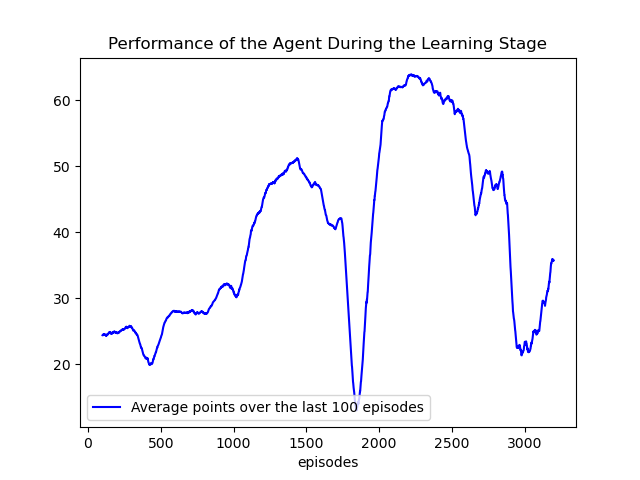 Performance of the Agent During the Learning Stage
60
50
40
30
20
Average points over the last 100 episodes
0 500 1000 1500 2000 2500 3000
episodes